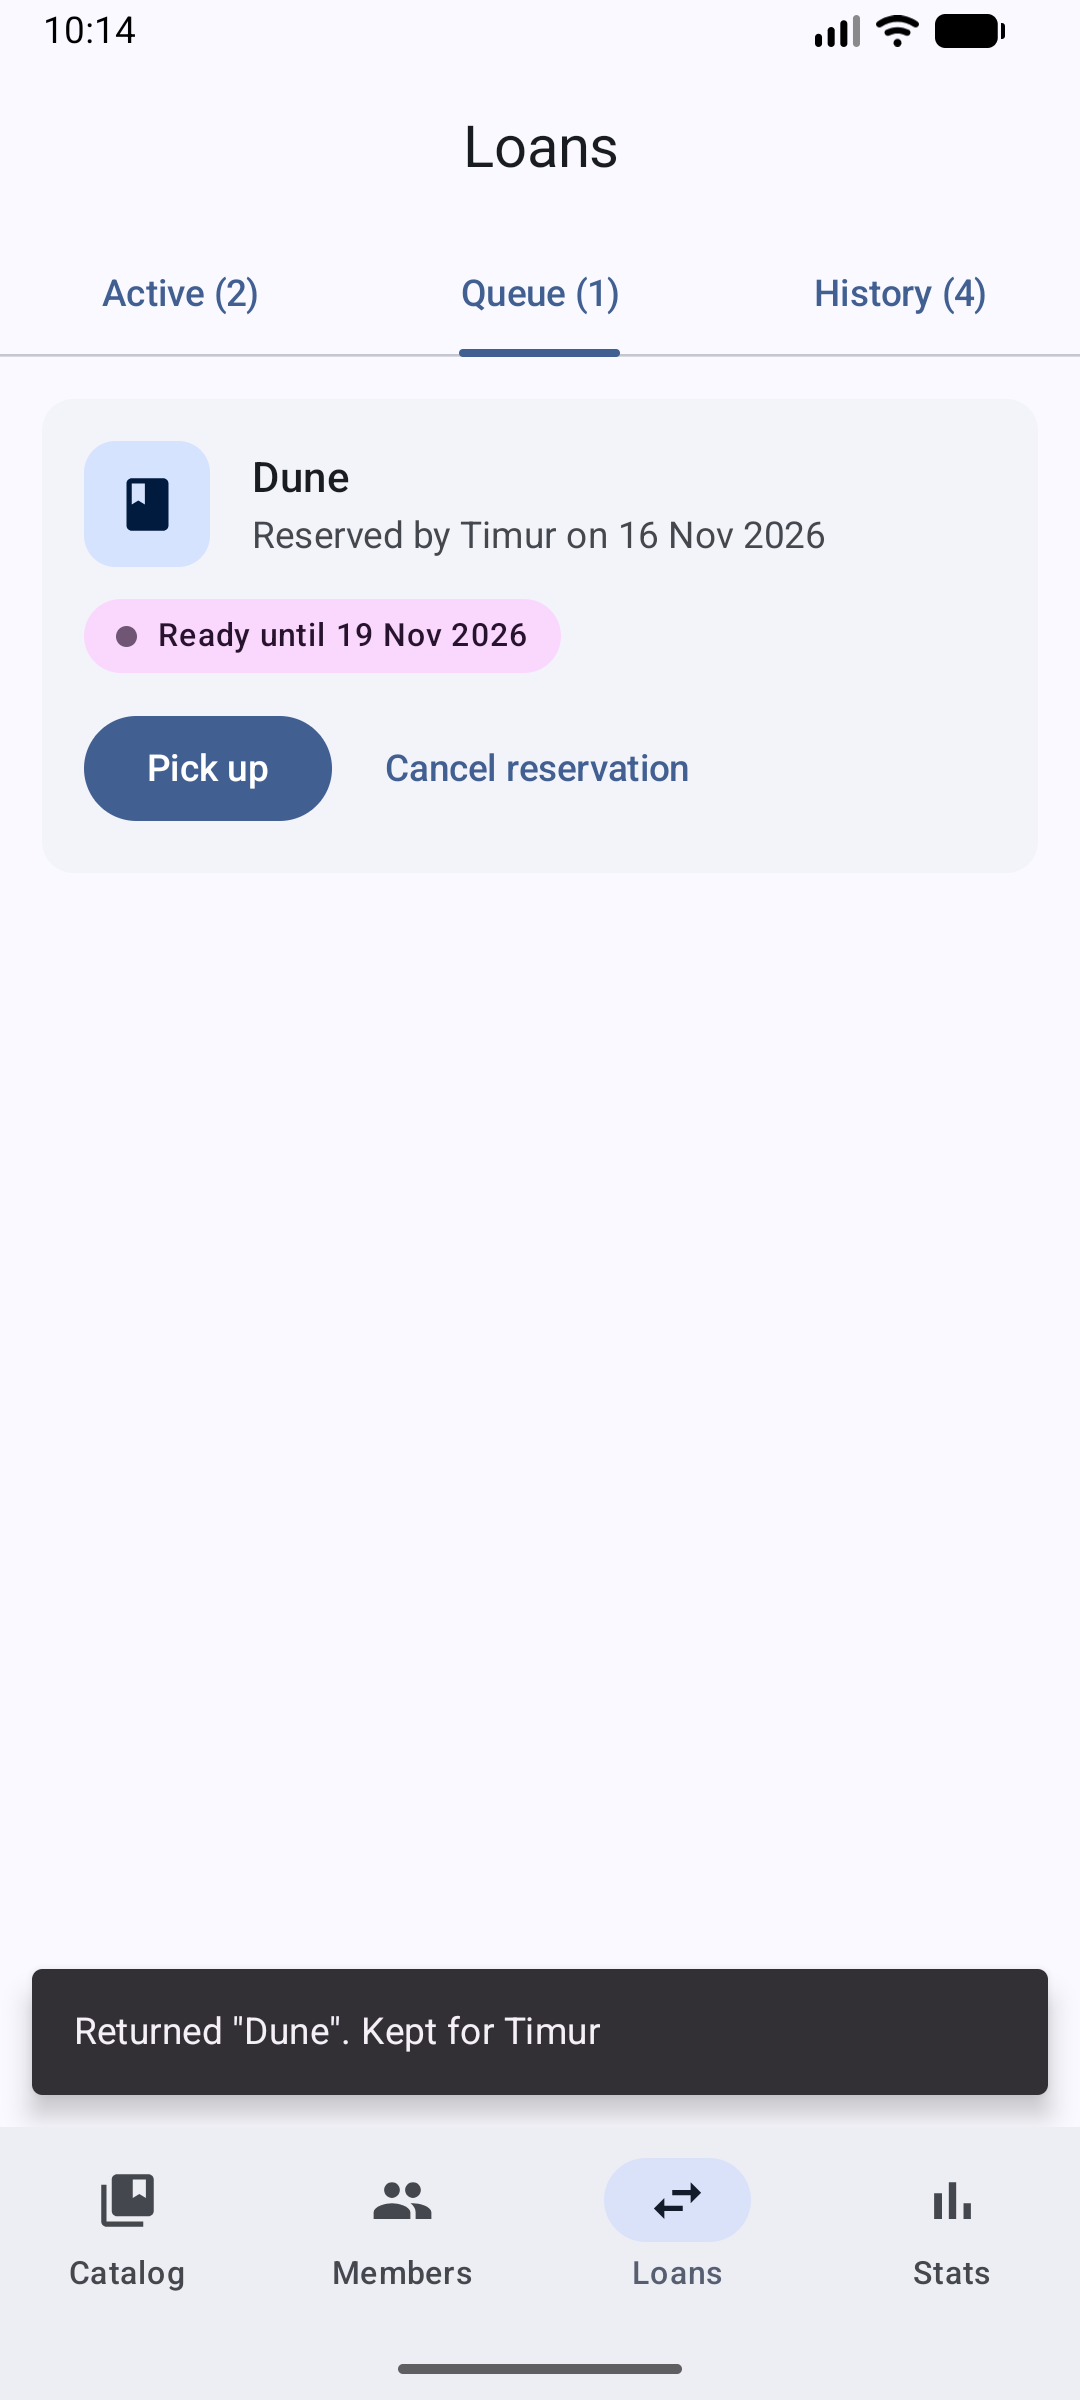 10:14
Loans
Active (2)
Queue (1)
History (4)
Dune
Reserved by Timur on 16 Nov 2026
Ready until 19 Nov 2026
Pick up
Cancel reservation
Returned "Dune". Kept for Timur
Catalog
Members
Loans
Stats